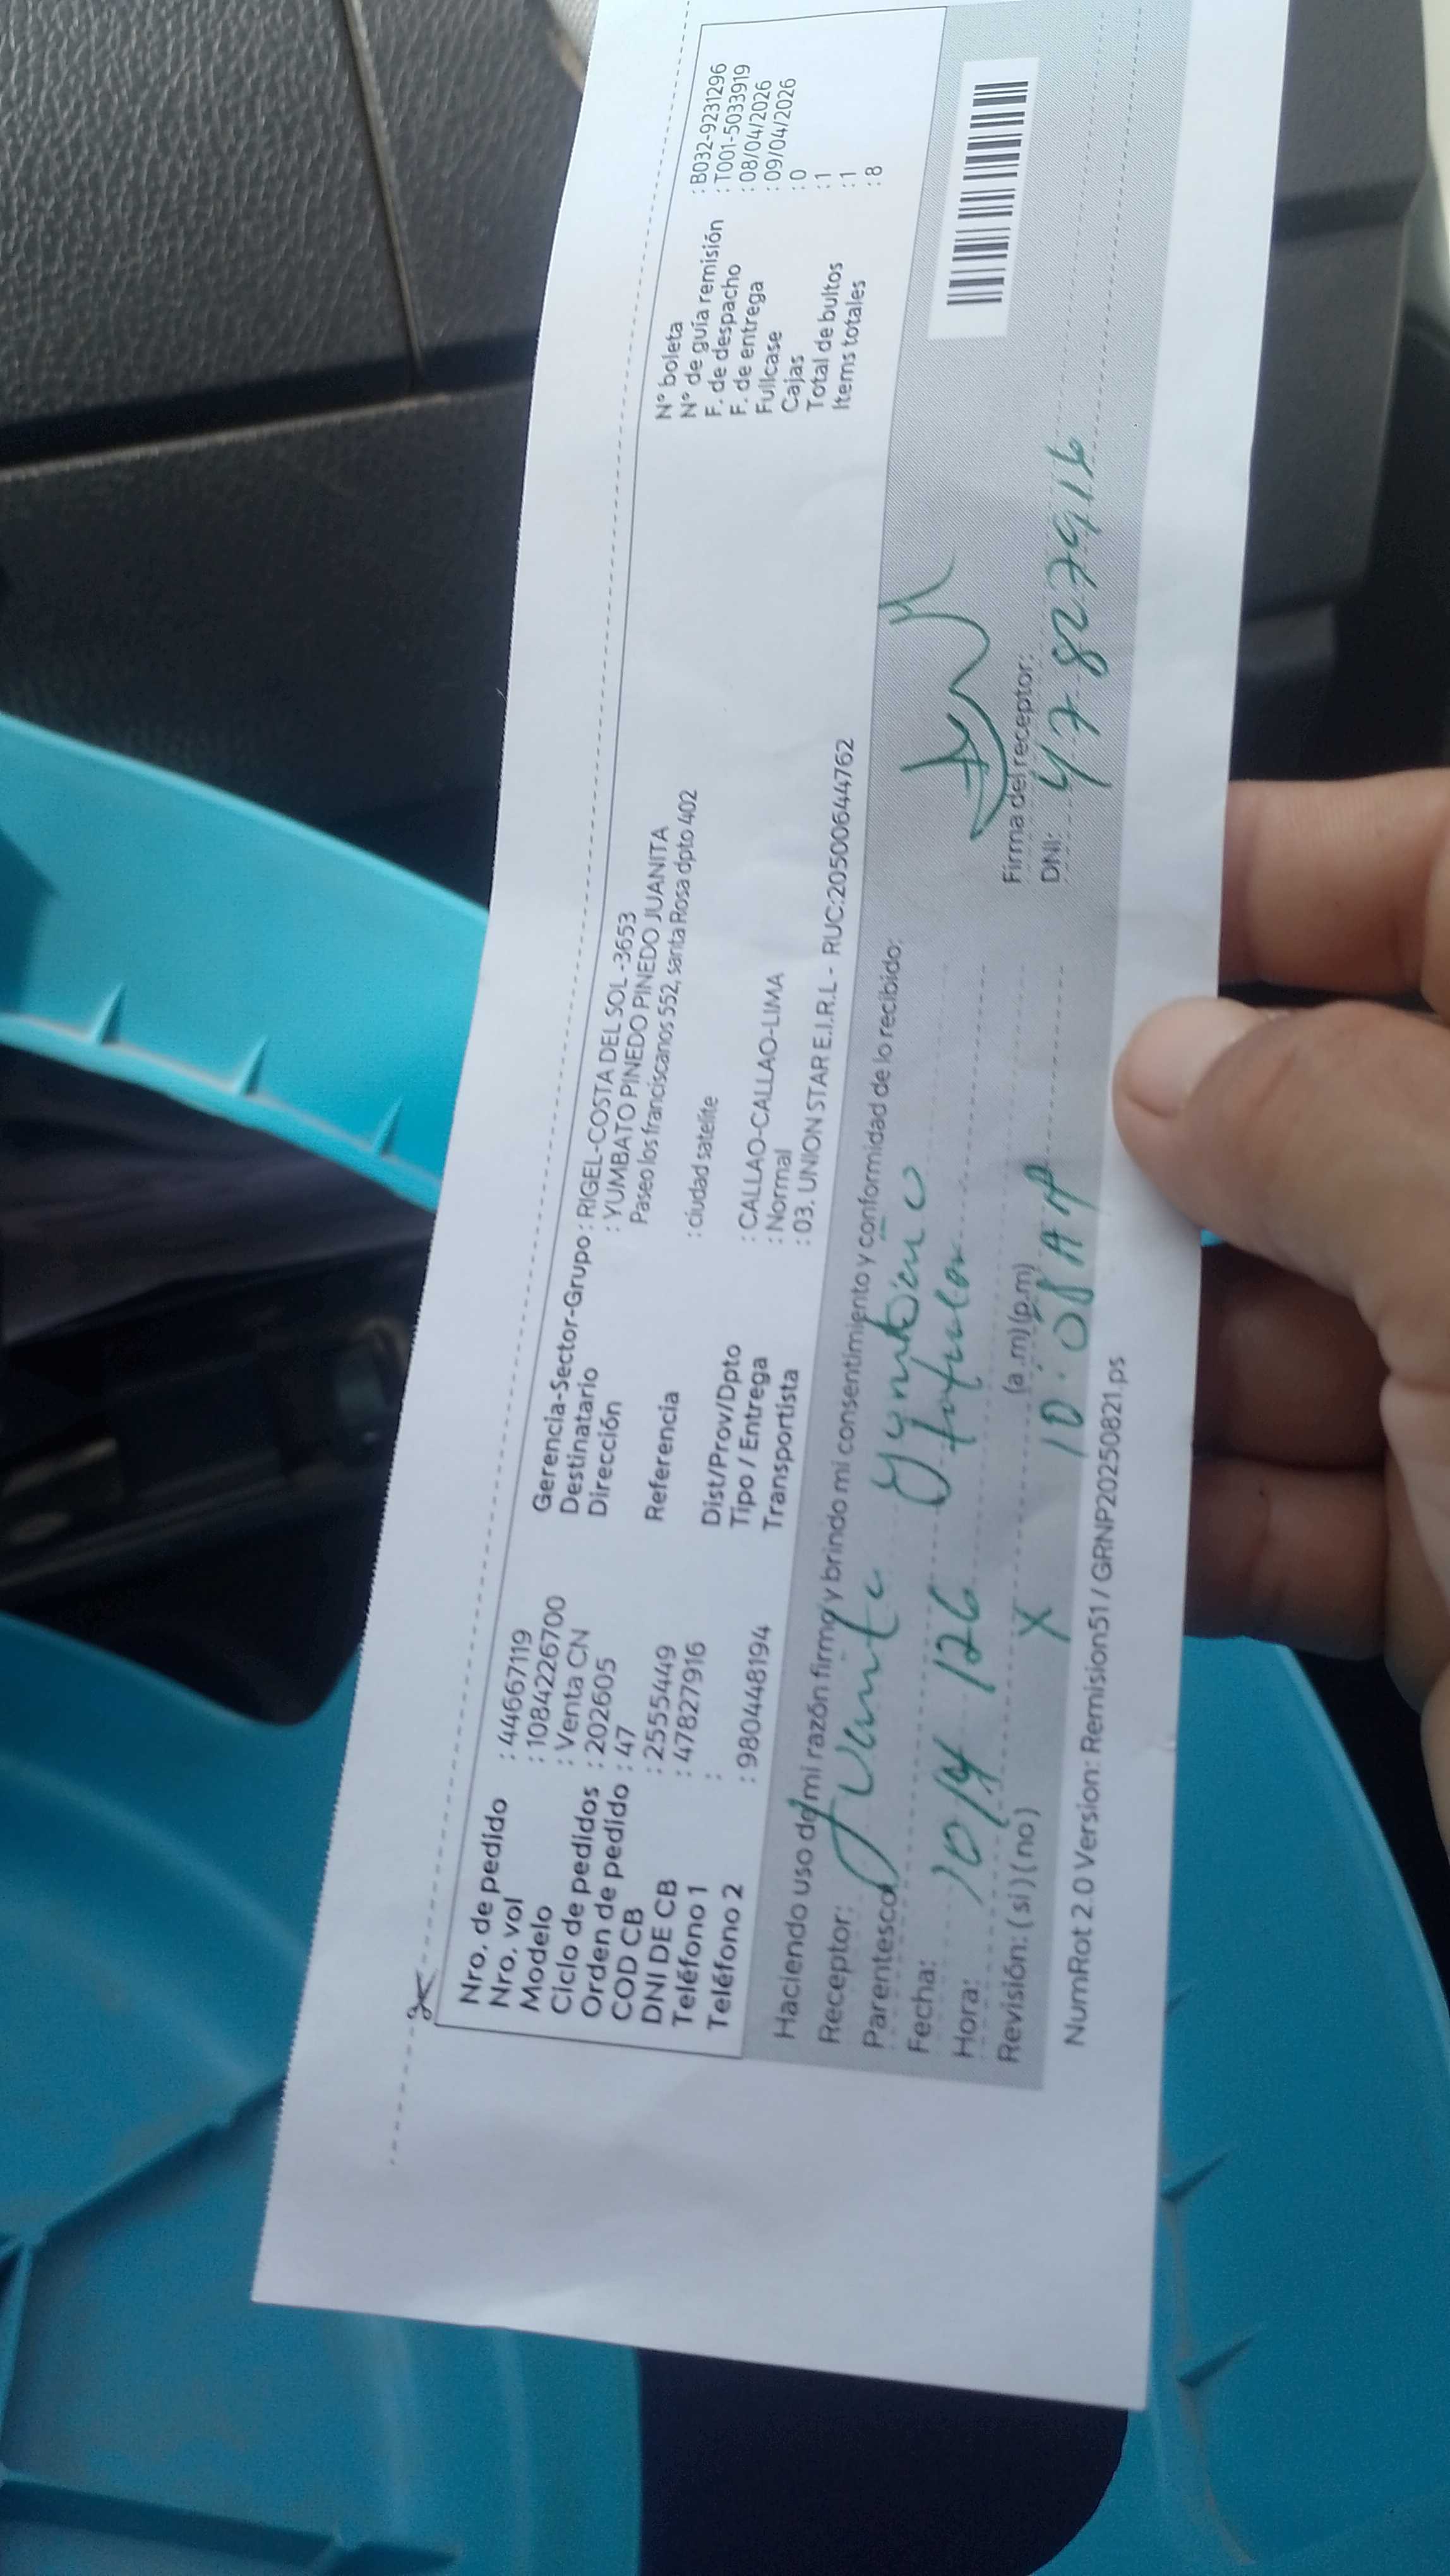 Nro. de pedido : 44667119
Nro. vol : 1084226700
Modelo : Venta CN
Ciclo de pedidos : 202605
Orden de pedido : 47
COD CB : 2555449
DNI DE CB : 47827916
Teléfono 1 :
Teléfono 2 : 980448194
Gerencia-Sector-Grupo : RIGEL-COSTA DEL SOL -3653
Destinatario : YUMBATO PINEDO PINEDO JUANITA
Dirección Paseo los franciscanos 552, santa Rosa dpto 402
Referencia : ciudad satelite
Dist/Prov/Dpto : CALLAO-CALLAO-LIMA
Tipo / Entrega : Normal
Transportista : 03. UNION STAR E.I.R.L - RUC:20500644762
N° boleta : B032-9231296
N° de guía remisión : T001-5033919
F. de despacho : 08/04/2026
F. de entrega : 09/04/2026
Fullcase : 0
Cajas : 1
Total de bultos : 1
Items totales : 8
Haciendo uso de mi razón firmo y brindo mi consentimiento y conformidad de lo recibido:
Receptor:
Parentesco
Fecha: 10/4/26
Hora: (a.m)(p.m)
Revisión: ( si ) ( no ) X
Firma del receptor:
DNI: 47827916
NumRot 2.0 Version: Remision51 / GRNP20250821.ps